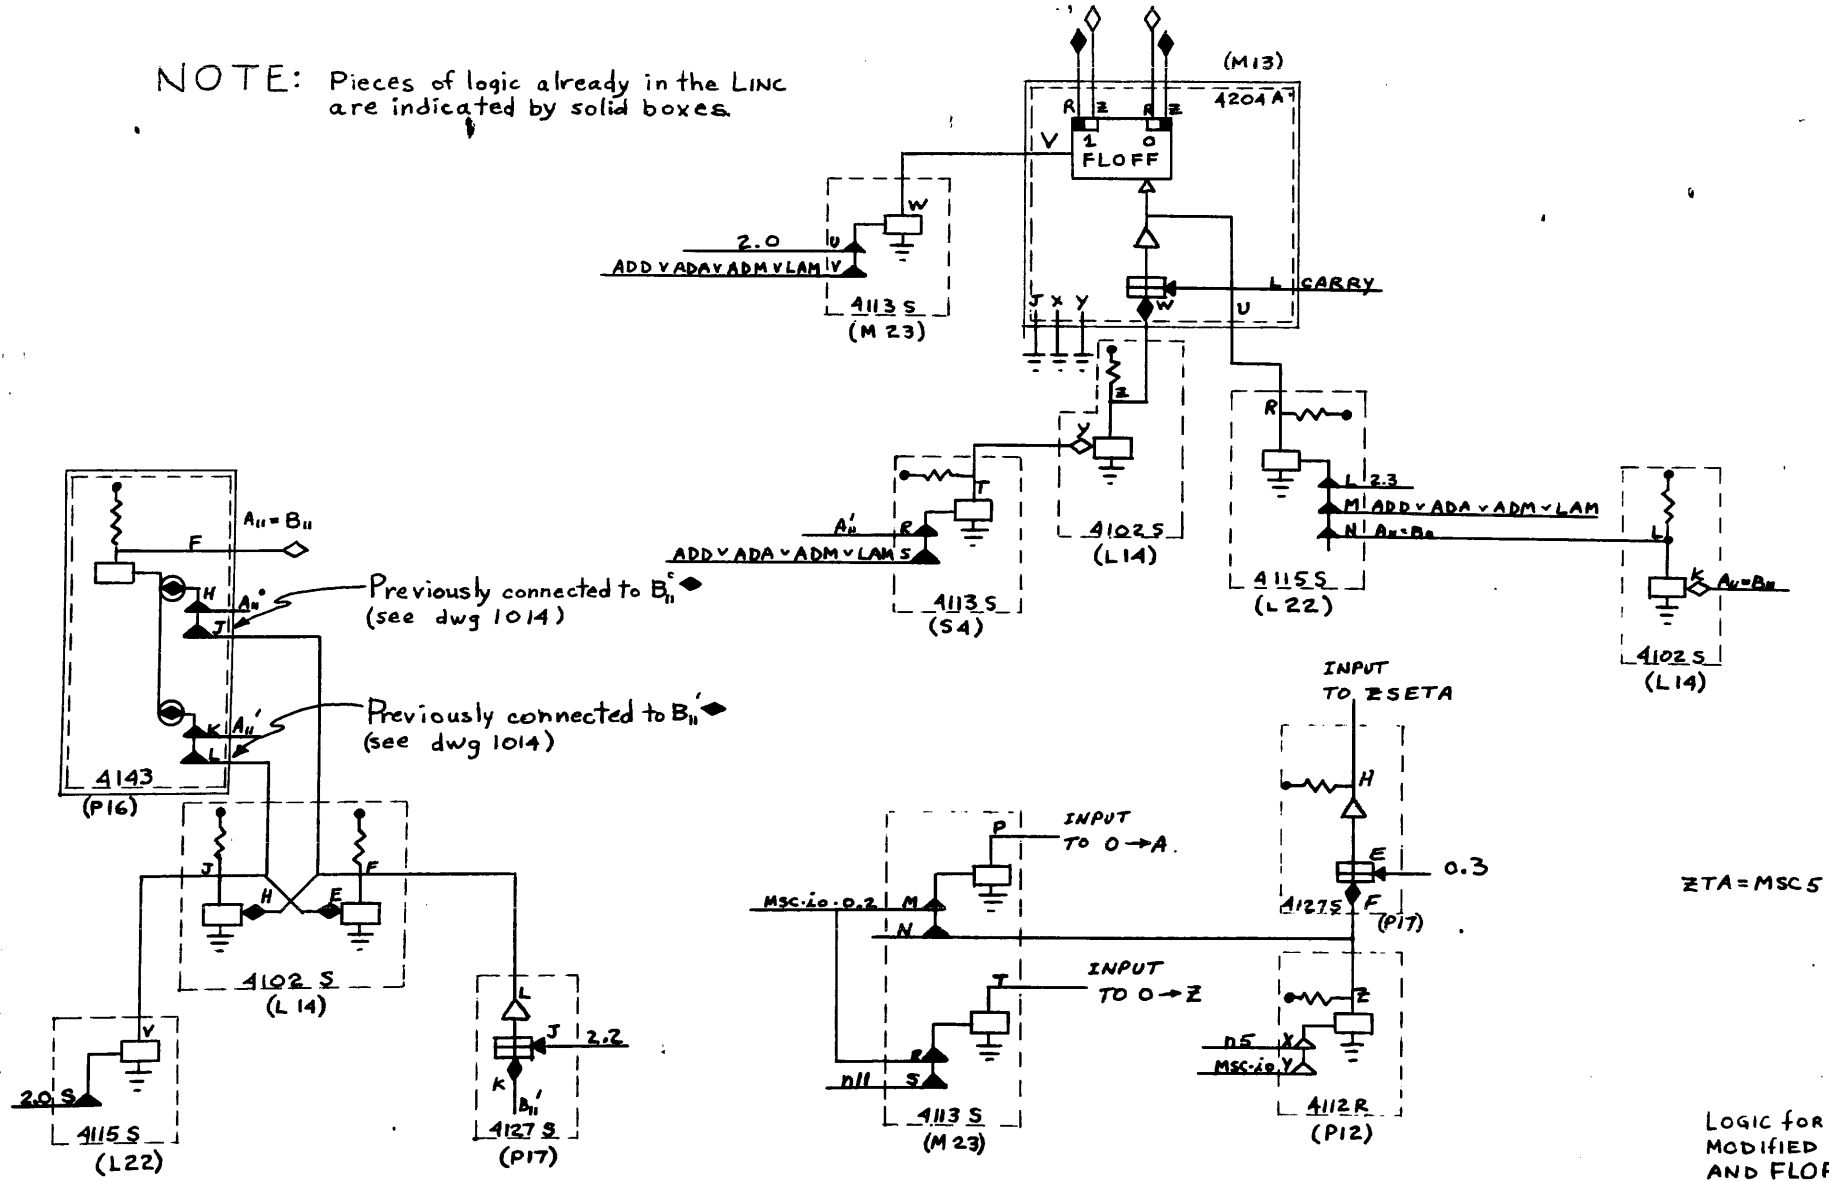 NOTE: Pieces of logic already in the LINC
are indicated by solid boxes.
(M13)
4204 A
R Z R Z
1 0
FLOFF
V
W
2.0 U
ADD v ADA v ADM v LAM V
4113 S
(M 23)
L CARRY
W
U
J X Y
Z
Y
4102 S
(L14)
R
L 2.3
M ADD v ADA v ADM v LAM
N A11=B11
4115 S
(L22)
L
K A11=B11
4102 S
(L14)
T
A11' R
ADD v ADA v ADM v LAM S
4113 S
(S4)
A11=B11
F
H
A11°
J
Previously connected to B11°
(see dwg 1014)
K A11'
L
Previously connected to B11'
(see dwg 1014)
4143
(P16)
J F
H E
4102 S
(L14)
V
2.0 S
4115 S
(L22)
L
J 2.2
K
B11'
4127 S
(P17)
INPUT
TO ZSETA
H
E
0.3
F
4127S
(P17)
ZTA = MSC 5
P
INPUT
TO 0→A
MSC·io·0.2 M
N
T
INPUT
TO 0→Z
R
n11 S
4113 S
(M23)
Z
n5 X
MSC·io Y
4112R
(P12)
LOGIC for
MODIFIED
AND